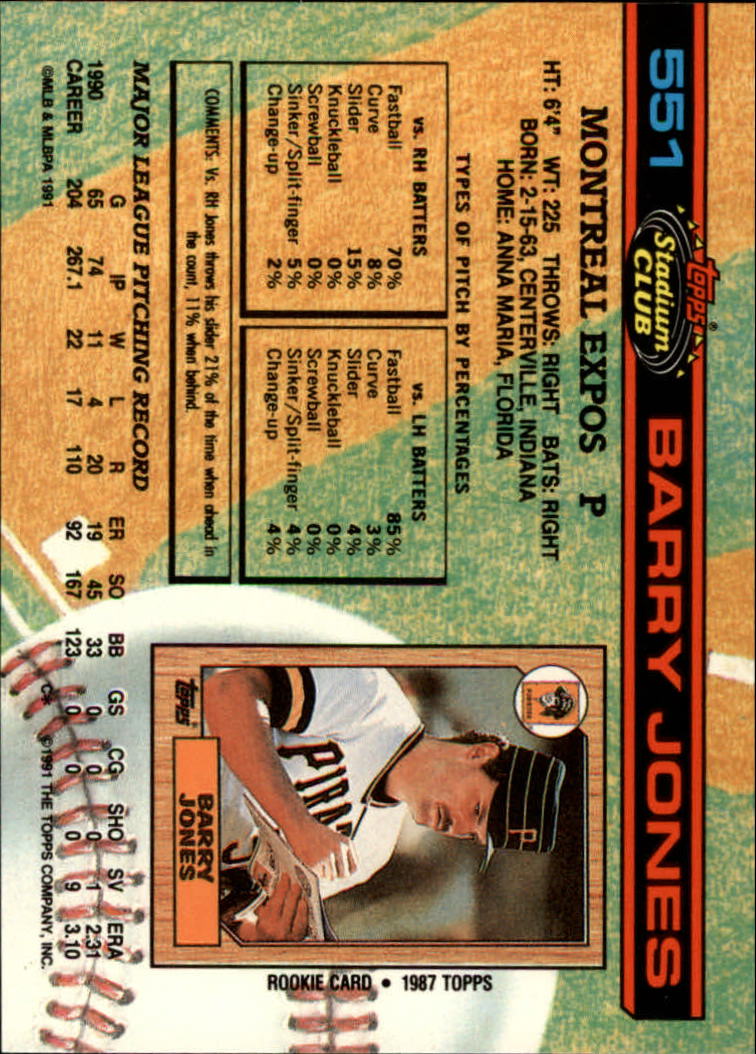 551 Topps® Stadium CLUB BARRY JONES
MONTREAL EXPOS P
HT: 6'4" WT: 225 THROWS: RIGHT BATS: RIGHT
BORN: 2-15-63, CENTERVILLE, INDIANA
HOME: ANNA MARIA, FLORIDA
TYPES OF PITCH BY PERCENTAGES
vs. RH BATTERS
Fastball 70%
Curve 8%
Slider 15%
Knuckleball 0%
Screwball 0%
Sinker/Split-finger 5%
Change-up 2%
vs. LH BATTERS
Fastball 85%
Curve 3%
Slider 4%
Knuckleball 0%
Screwball 0%
Sinker/Split-finger 4%
Change-up 4%
COMMENTS: Vs. RH Jones throws his slider 21% of the time when ahead in
the count, 11% when behind.
MAJOR LEAGUE PITCHING RECORD
G IP W L R ER SO BB GS CG SHO SV ERA
1990 65 74 11 4 20 19 45 33 0 0 0 1 2.31
CAREER 204 267.1 22 17 110 92 167 123 0 0 0 9 3.10
©MLB & MLBPA 1991
C* ©1991 THE TOPPS COMPANY, INC.
PIRATES
P
PIRA
Topps®
BARRY
JONES
ROOKIE CARD • 1987 TOPPS